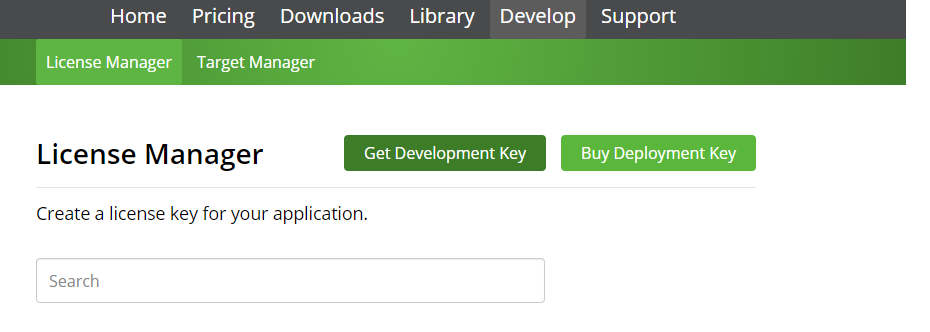 Home Pricing Downloads Library Develop Support
License Manager Target Manager
License Manager Get Development Key Buy Deployment Key
Create a license key for your application.
Search